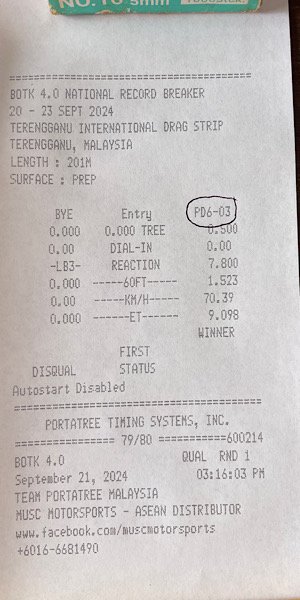 NO.10 5mm
================================
BOTK 4.0 NATIONAL RECORD BREAKER
20 - 23 SEPT 2024
TERENGGANU INTERNATIONAL DRAG STRIP
TERENGGANU, MALAYSIA
LENGTH : 201M
SURFACE : PREP
BYE Entry PD6-03
0.000 0.000 TREE 0.500
0.00 DIAL-IN 0.00
-LB3- REACTION 7.800
0.000 -----60FT------ 1.523
0.00 -----KM/H------ 70.39
0.000 ------ET------- 9.098
WINNER
FIRST
DISQUAL STATUS
Autostart Disabled
================================
PORTATREE TIMING SYSTEMS, INC.
=============== 79/80 ===========600214
BOTK 4.0 QUAL RND 1
September 21, 2024 03:16:03 PM
TEAM PORTATREE MALAYSIA
MUSC MOTORSPORTS - ASEAN DISTRIBUTOR
www.facebook.com/muscmotorsports
+6016-6681490